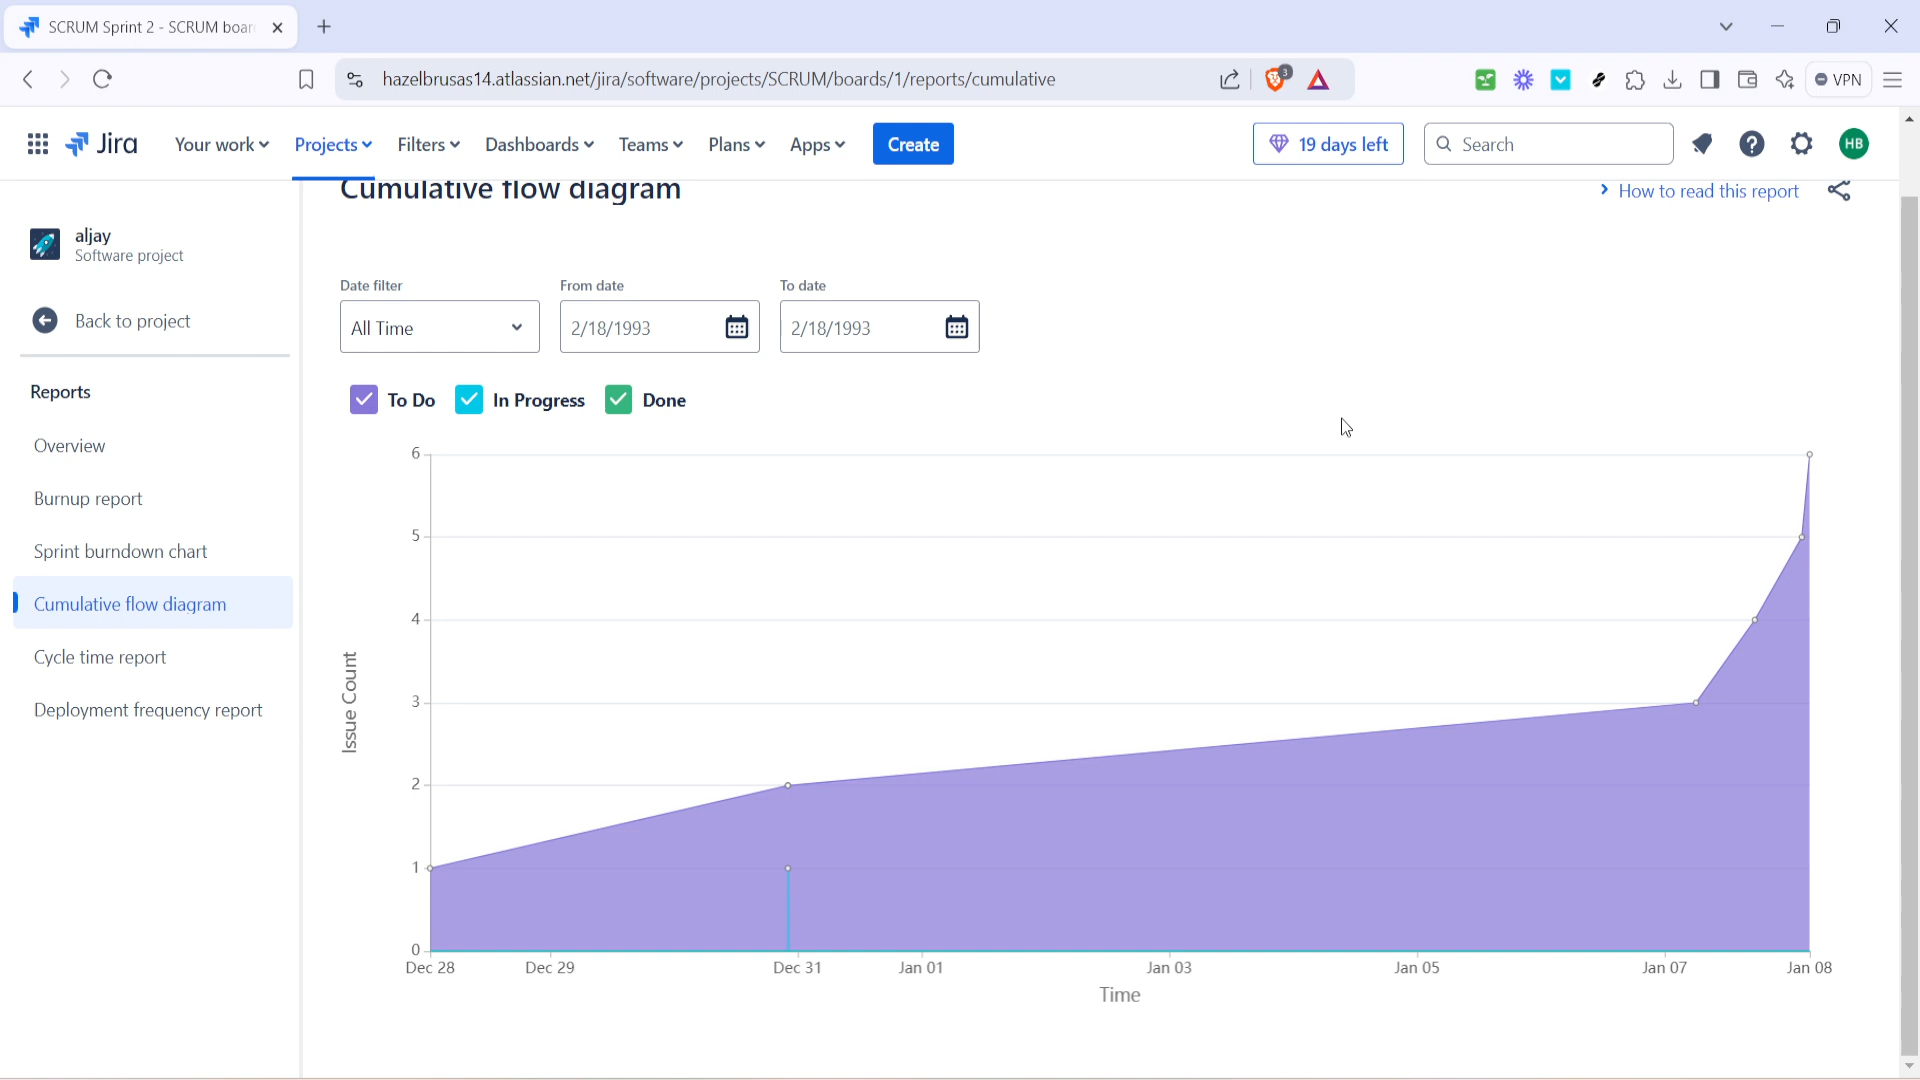 SCRUM Sprint 2 - SCRUM boar
hazelbrusas14.atlassian.net/jira/software/projects/SCRUM/boards/1/reports/cumulative
3
VPN
Jira
Your work
Projects
Filters
Dashboards
Teams
Plans
Apps
Create
19 days left
Search
HB
aljay
Software project
Back to project
Reports
Overview
Burnup report
Sprint burndown chart
Cumulative flow diagram
Cycle time report
Deployment frequency report
Cumulative flow diagram
How to read this report
Date filter
From date
To date
All Time
2/18/1993
2/18/1993
To Do
In Progress
Done
6
5
4
3
2
1
0
Issue Count
Dec 28
Dec 29
Dec 31
Jan 01
Jan 03
Jan 05
Jan 07
Jan 08
Time